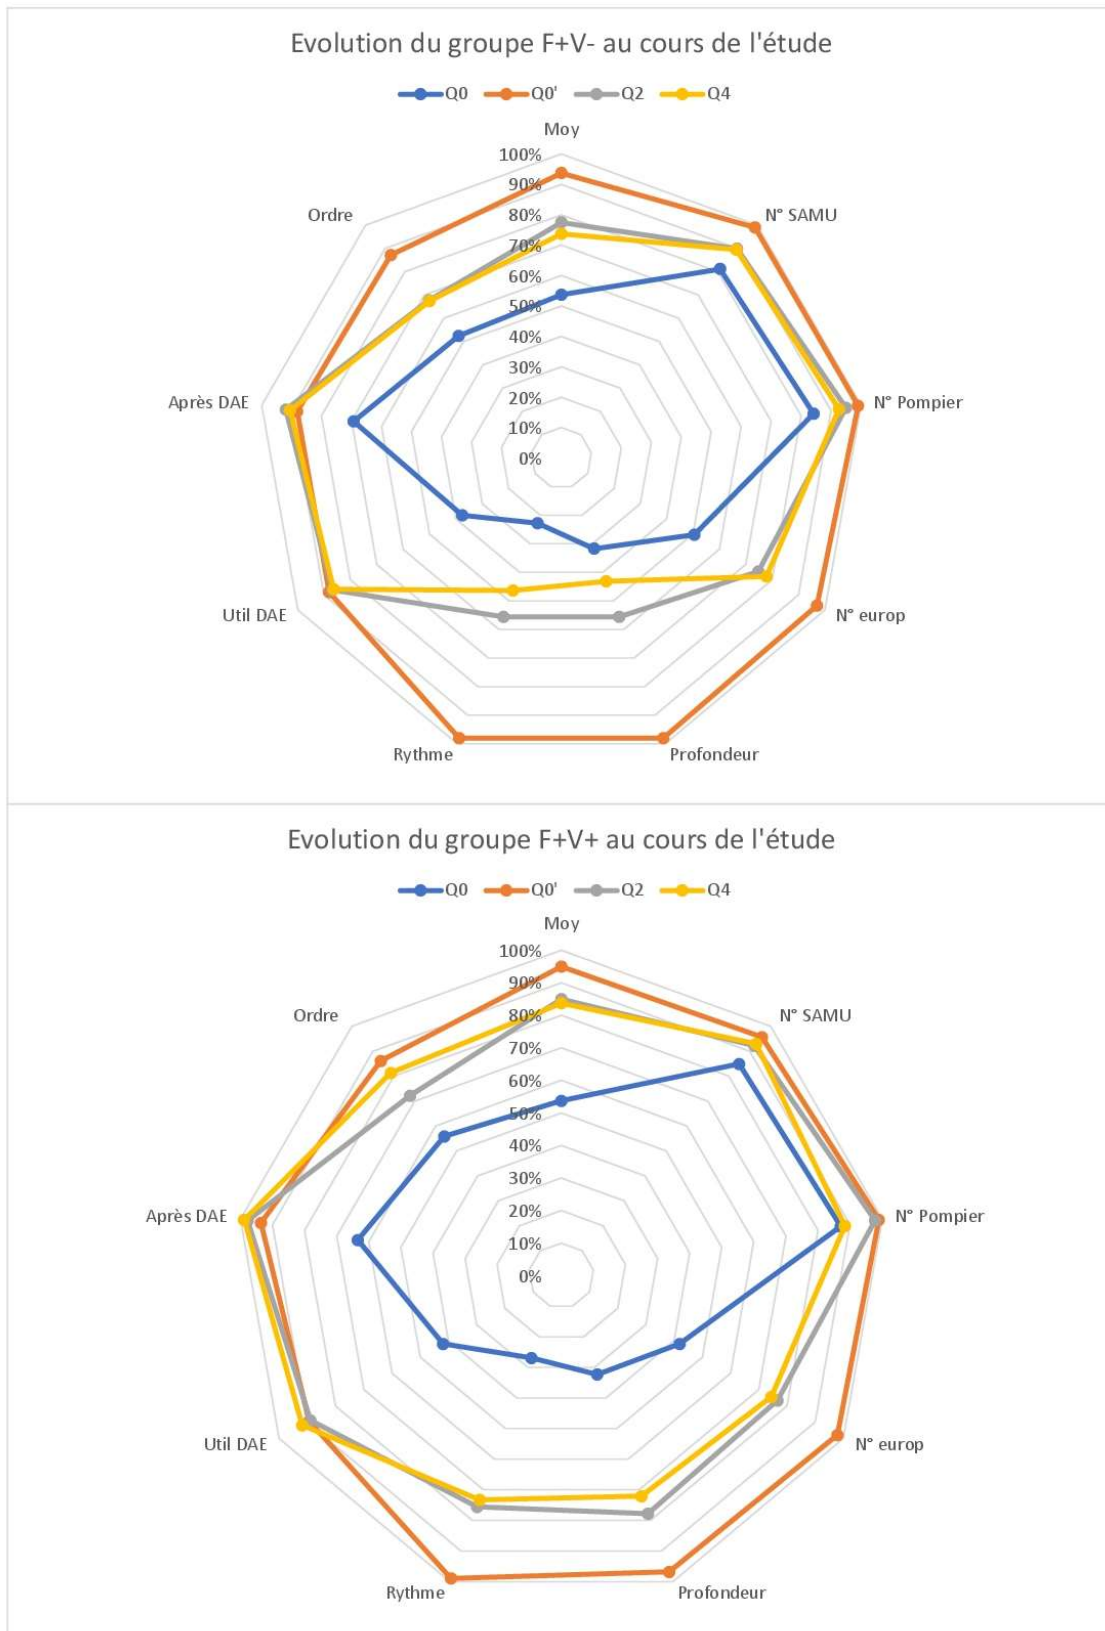 Evolution du groupe F+V- au cours de l'étude
Q0 Q0' Q2 Q4
Moy
100%
90%
80%
70%
60%
50%
40%
30%
20%
10%
0%
N° SAMU
N° Pompier
N° europ
Profondeur
Rythme
Util DAE
Après DAE
Ordre
Evolution du groupe F+V+ au cours de l'étude
Q0 Q0' Q2 Q4
Moy
100%
90%
80%
70%
60%
50%
40%
30%
20%
10%
0%
N° SAMU
N° Pompier
N° europ
Profondeur
Rythme
Util DAE
Après DAE
Ordre